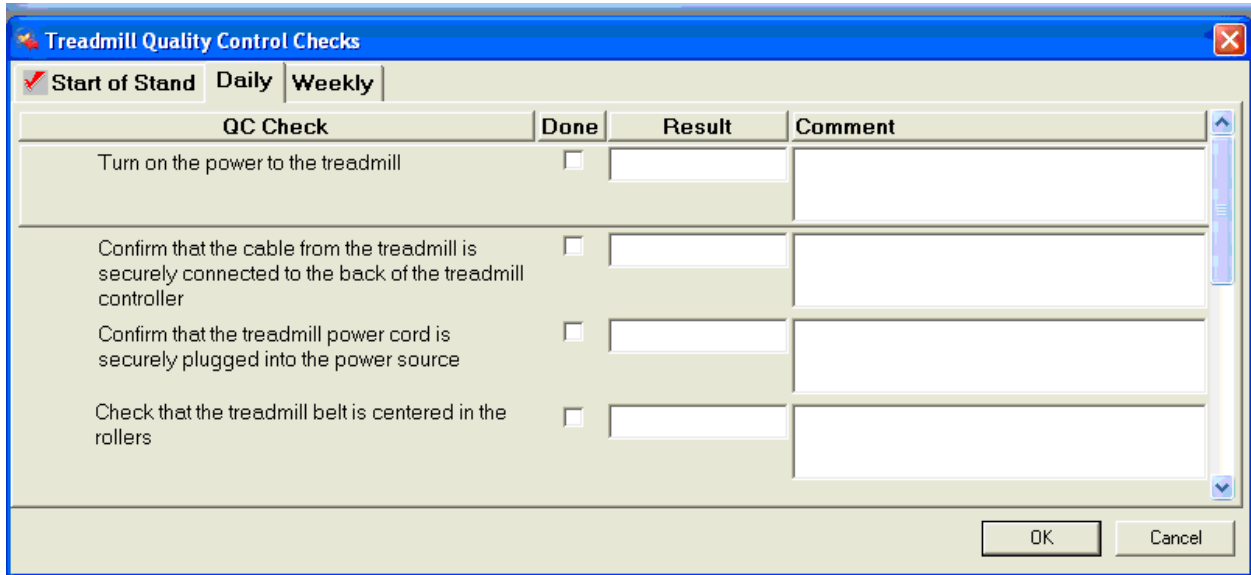 Treadmill Quality Control Checks
Start of Stand Daily Weekly
QC Check Done Result Comment
Turn on the power to the treadmill
Confirm that the cable from the treadmill is
securely connected to the back of the treadmill
controller
Confirm that the treadmill power cord is
securely plugged into the power source
Check that the treadmill belt is centered in the
rollers
OK Cancel